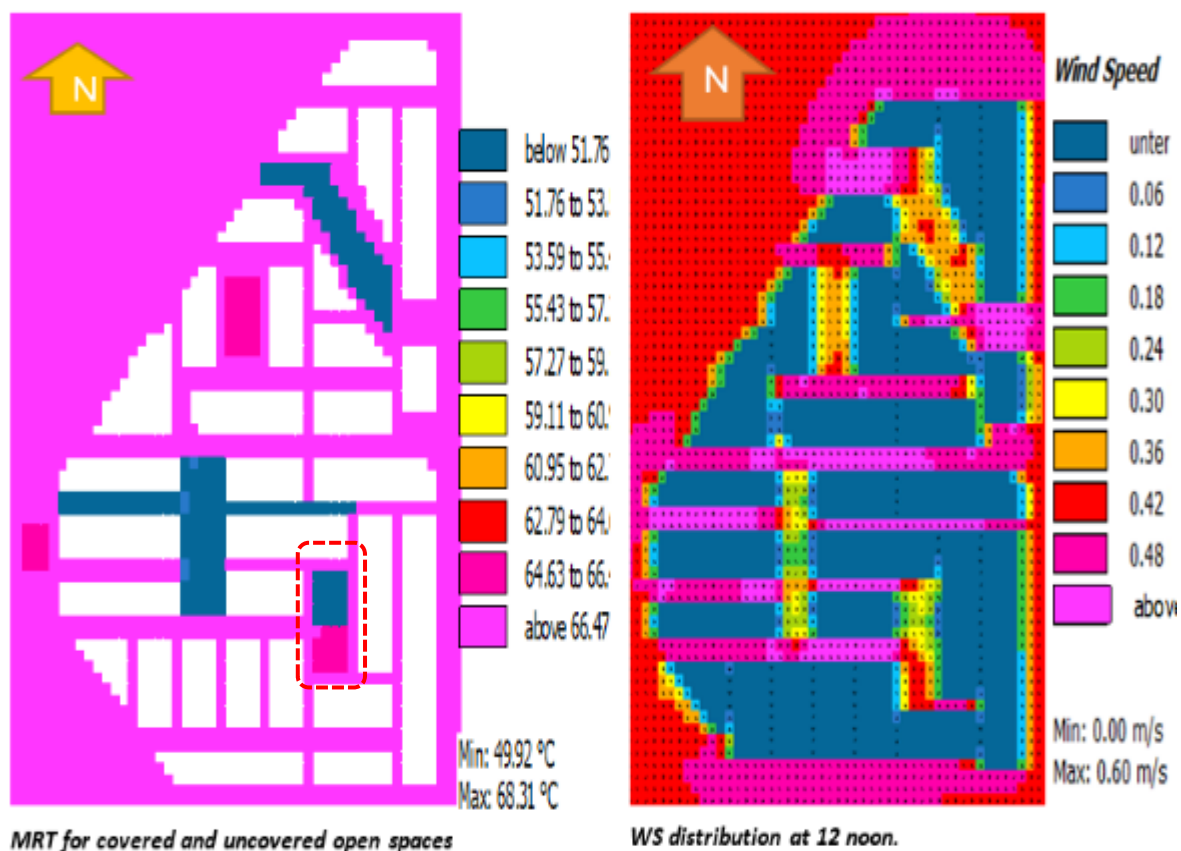 N
below 51.76
51.76 to 53.
53.59 to 55.
55.43 to 57.
57.27 to 59.
59.11 to 60.
60.95 to 62.
62.79 to 64.
64.63 to 66.
above 66.47
Min: 49.92 °C
Max: 68.31 °C
MRT for covered and uncovered open spaces
N
Wind Speed
unter
0.06
0.12
0.18
0.24
0.30
0.36
0.42
0.48
above
Min: 0.00 m/s
Max: 0.60 m/s
WS distribution at 12 noon.